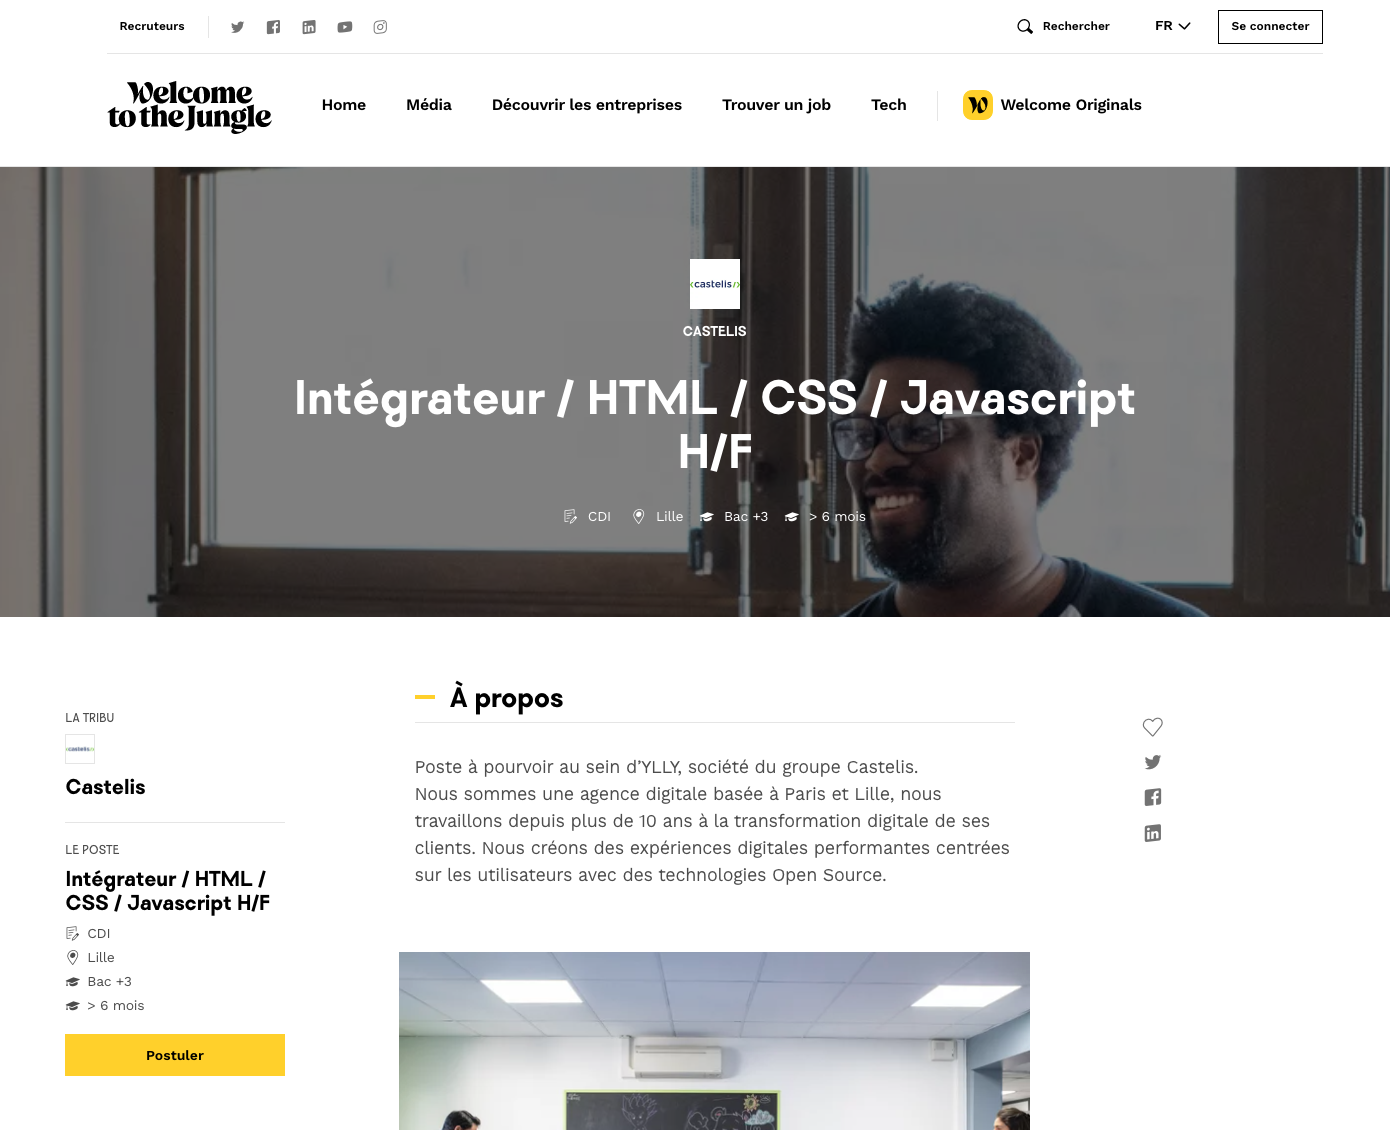 Recruteurs
Rechercher
FR
Se connecter
Welcome
to the Jungle
Home
Média
Découvrir les entreprises
Trouver un job
Tech
W
Welcome Originals
castelis
CASTELIS
Intégrateur / HTML / CSS / Javascript
H/F
CDI
Lille
Bac +3
> 6 mois
LA TRIBU
castelis
Castelis
LE POSTE
Intégrateur / HTML /
CSS / Javascript H/F
CDI
Lille
Bac +3
> 6 mois
Postuler
À propos
Poste à pourvoir au sein d’YLLY, société du groupe Castelis.
Nous sommes une agence digitale basée à Paris et Lille, nous
travaillons depuis plus de 10 ans à la transformation digitale de ses
clients. Nous créons des expériences digitales performantes centrées
sur les utilisateurs avec des technologies Open Source.